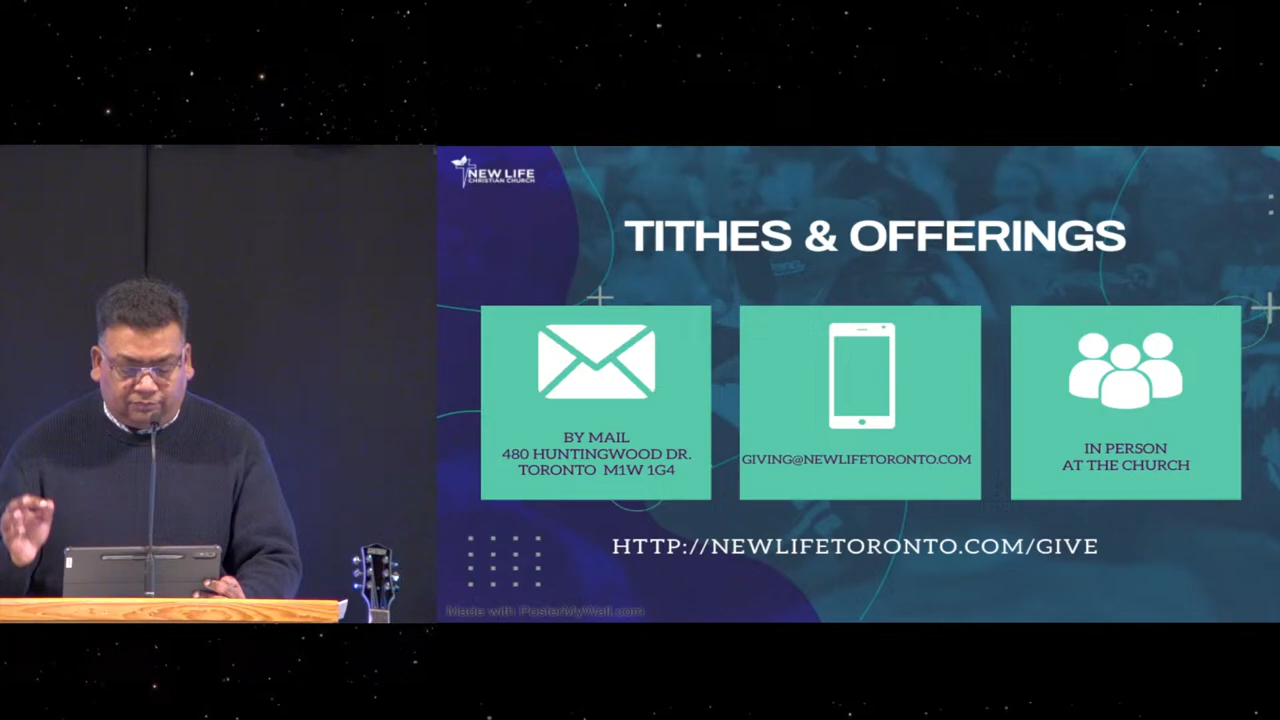 NEW LIFE
CHRISTIAN CHURCH
TITHES & OFFERINGS
BY MAIL
480 HUNTINGWOOD DR.
TORONTO M1W 1G4
GIVING@NEWLIFETORONTO.COM
IN PERSON
AT THE CHURCH
HTTP://NEWLIFETORONTO.COM/GIVE
Made with PosterMyWall.com